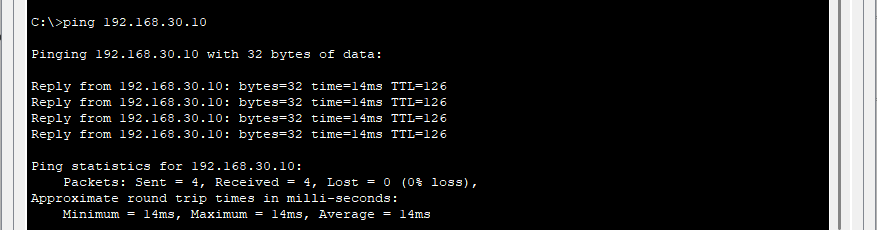 C:\>ping 192.168.30.10
Pinging 192.168.30.10 with 32 bytes of data:
Reply from 192.168.30.10: bytes=32 time=14ms TTL=126
Reply from 192.168.30.10: bytes=32 time=14ms TTL=126
Reply from 192.168.30.10: bytes=32 time=14ms TTL=126
Reply from 192.168.30.10: bytes=32 time=14ms TTL=126
Ping statistics for 192.168.30.10:
    Packets: Sent = 4, Received = 4, Lost = 0 (0% loss),
Approximate round trip times in milli-seconds:
    Minimum = 14ms, Maximum = 14ms, Average = 14ms